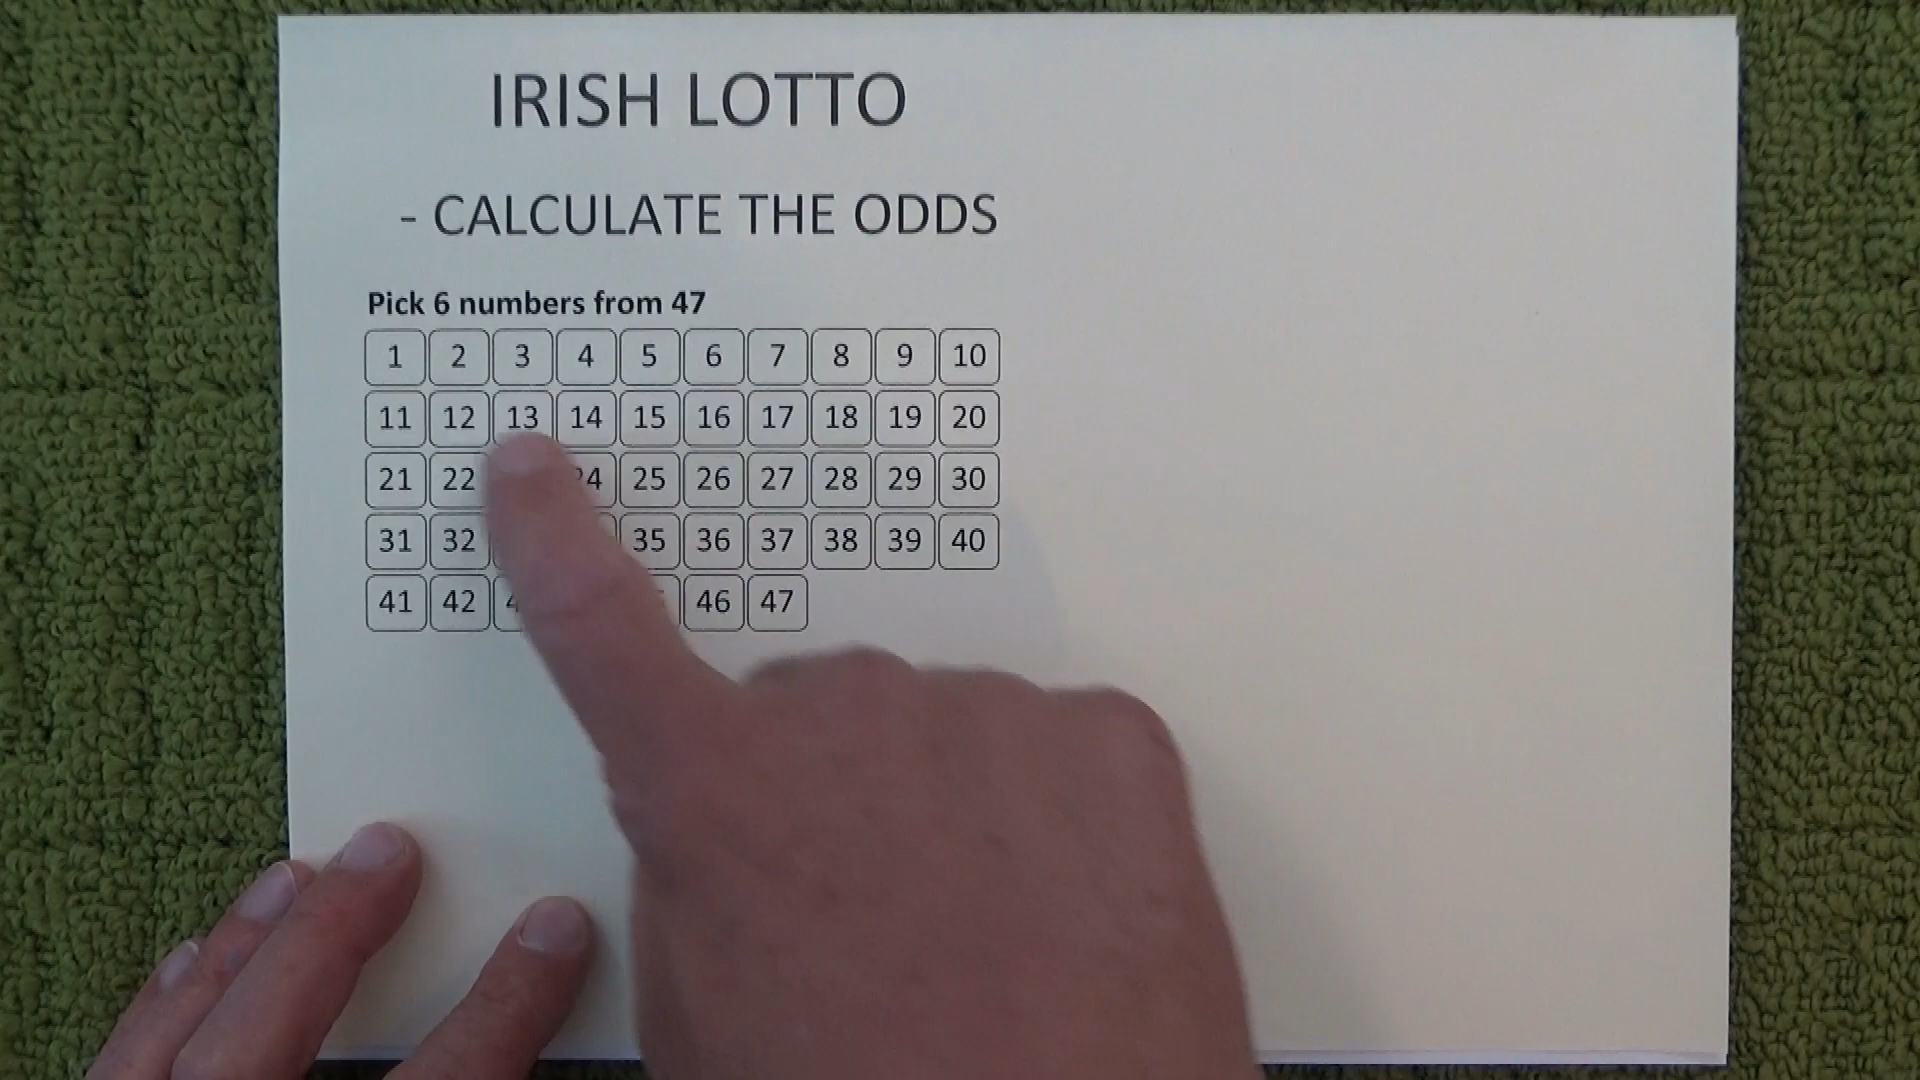 IRISH LOTTO
- CALCULATE THE ODDS
Pick 6 numbers from 47
1 2 3 4 5 6 7 8 9 10
11 12 13 14 15 16 17 18 19 20
21 22 25 26 27 28 29 30
31 32 35 36 37 38 39 40
41 42 46 47